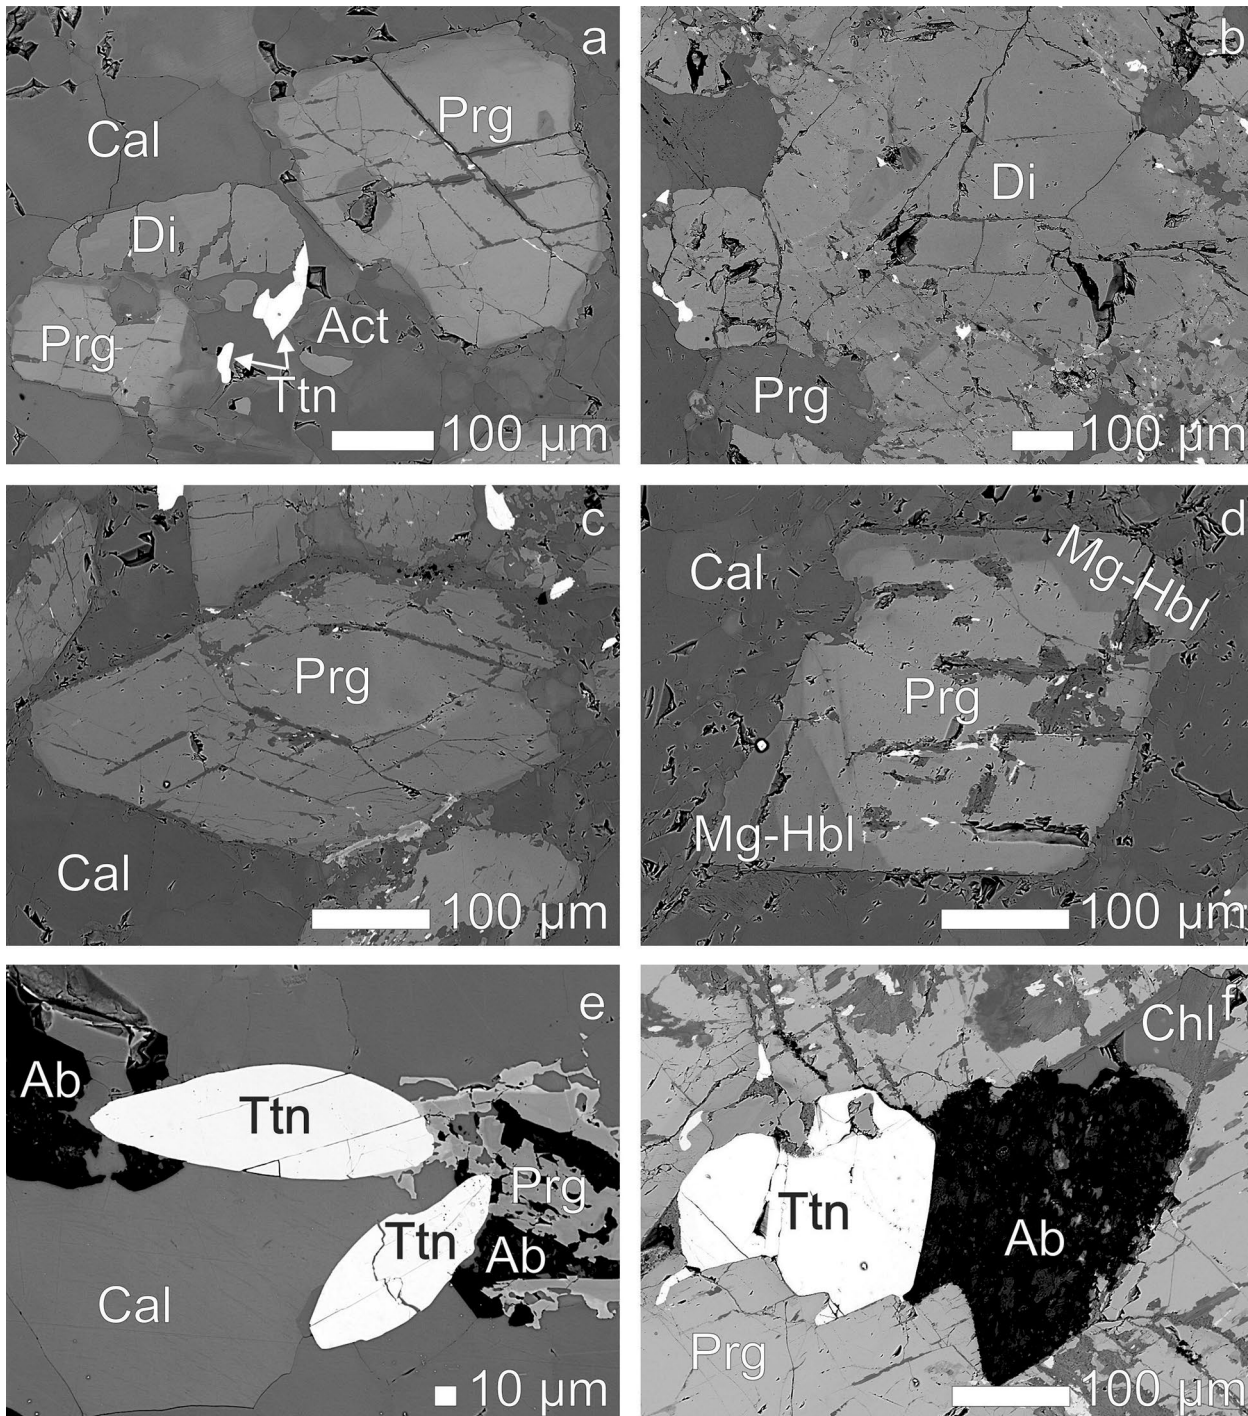 a
Prg
Cal
Di
Prg
Act
Ttn
100 µm
b
Di
Prg
100 µm
c
Prg
Cal
100 µm
d
Cal
Mg-Hbl
Prg
Mg-Hbl
100 µm
e
Ab
Ttn
Prg
Ttn
Ab
Cal
10 µm
f
Chl
Ttn
Ab
Prg
100 µm